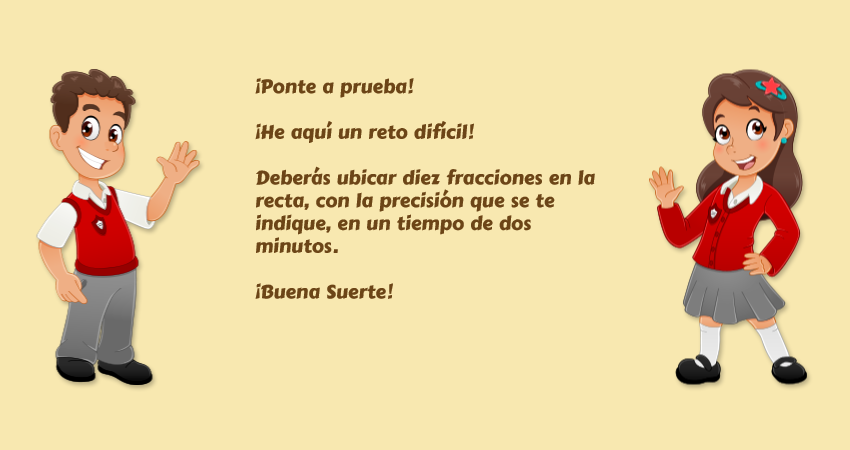 ¡Ponte a prueba!
¡He aquí un reto difícil!
Deberás ubicar diez fracciones en la
recta, con la precisión que se te
indique, en un tiempo de dos
minutos.
¡Buena Suerte!